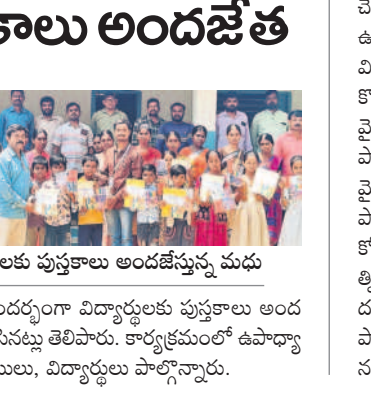 కాలు అందజేత
లకు పుస్తకాలు అందజేస్తున్న మధు
ందర్భంగా విద్యార్థులకు పుస్తకాలు అంద
సినట్లు తెలిపారు. కార్యక్రమంలో ఉపాధ్యా
ులు, విద్యార్థులు పాల్గొన్నారు.
చే
ఉ
వి
కొ
వై
పా
వై
పా
కో
త్ని
ద
పా
న